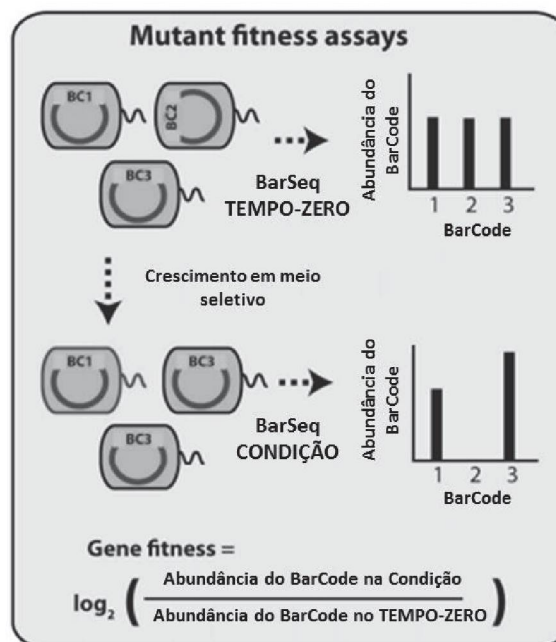 Mutant fitness assays
BC1
BC2
BC3
BarSeq
TEMPO-ZERO
Abundância do
BarCode
1 2 3
BarCode
Crescimento em meio
seletivo
BC1
BC3
BC3
BarSeq
CONDIÇÃO
Abundância do
BarCode
1 2 3
BarCode
Gene fitness =
log2 ( Abundância do BarCode na Condição
Abundância do BarCode no TEMPO-ZERO )